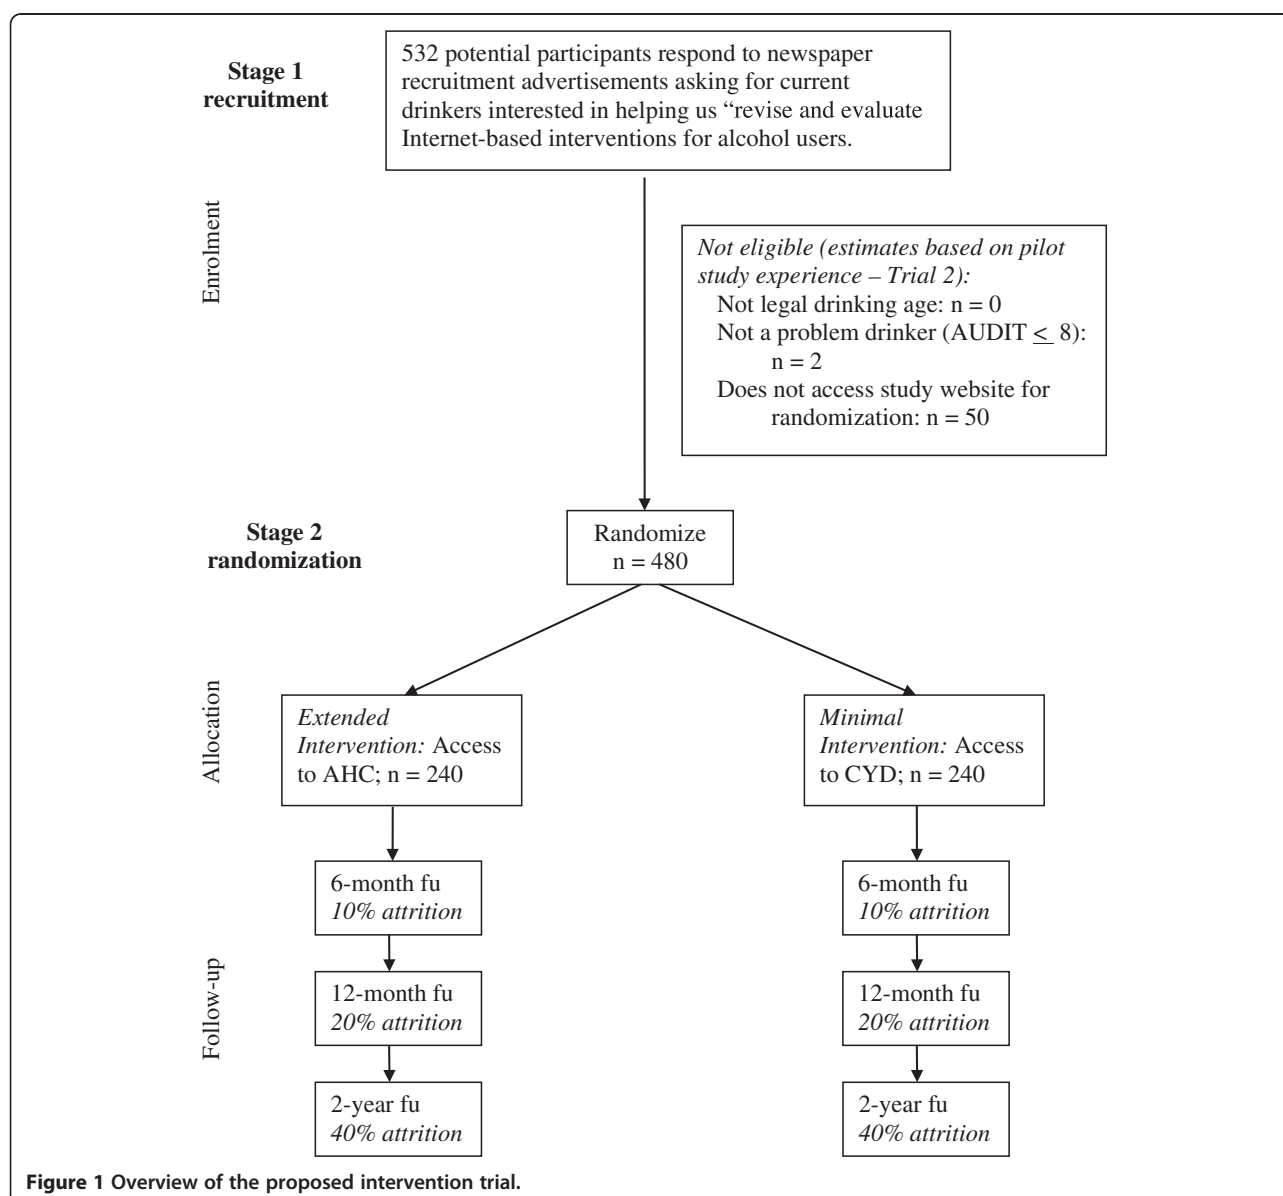 Stage 1
recruitment
532 potential participants respond to newspaper
recruitment advertisements asking for current
drinkers interested in helping us “revise and evaluate
Internet-based interventions for alcohol users.
Enrolment
Not eligible (estimates based on pilot
study experience – Trial 2):
Not legal drinking age: n = 0
Not a problem drinker (AUDIT < 8):
n = 2
Does not access study website for
randomization: n = 50
Stage 2
randomization
Randomize
n = 480
Allocation
Extended
Intervention: Access
to AHC; n = 240
Minimal
Intervention: Access
to CYD; n = 240
Follow-up
6-month fu
10% attrition
6-month fu
10% attrition
12-month fu
20% attrition
12-month fu
20% attrition
2-year fu
40% attrition
2-year fu
40% attrition
Figure 1 Overview of the proposed intervention trial.